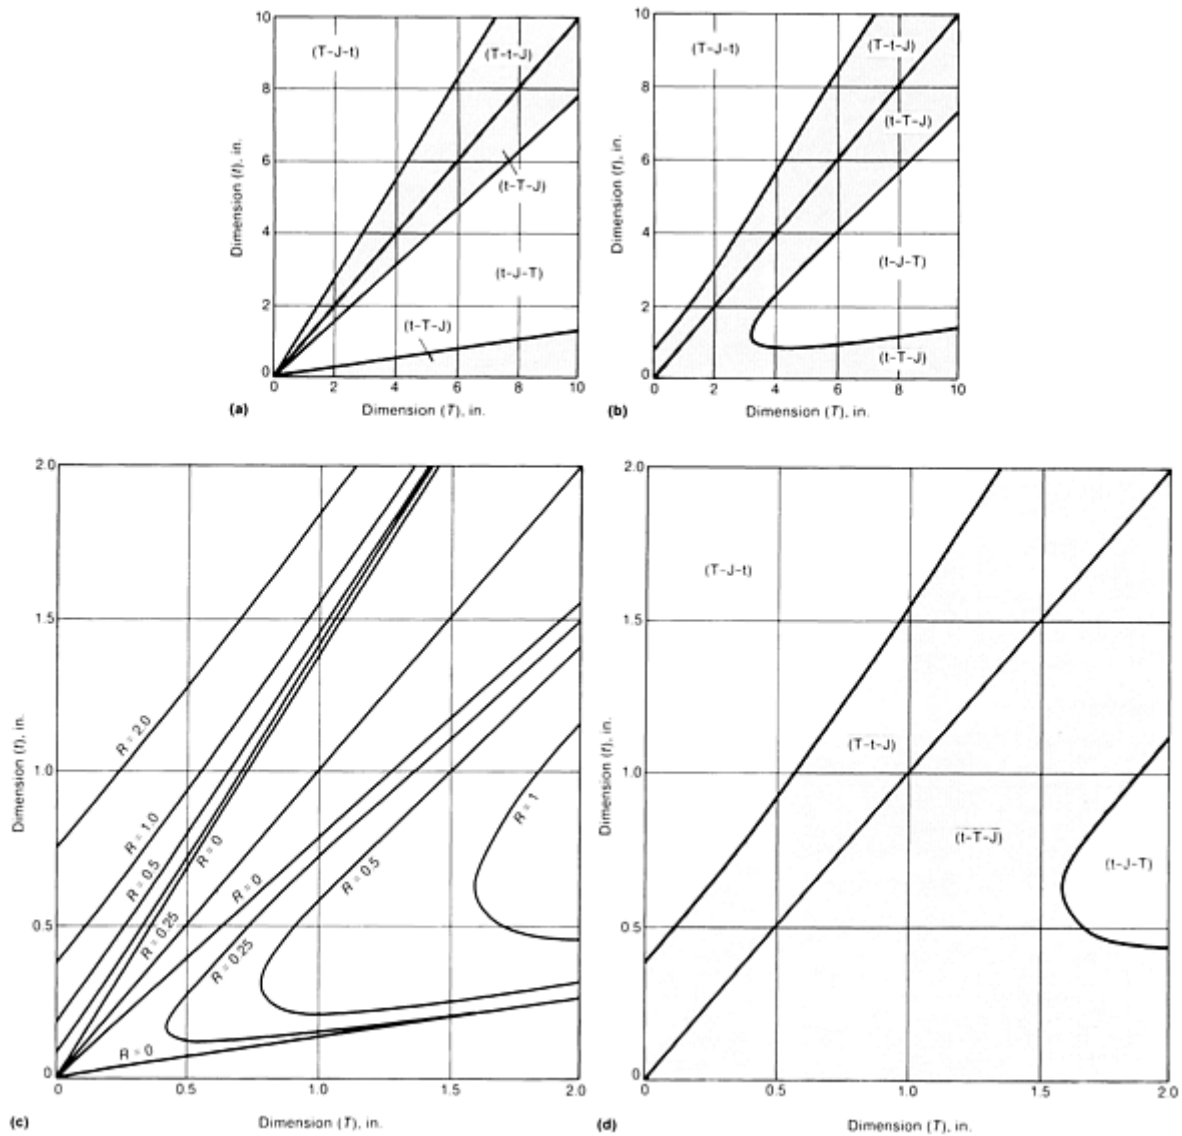 10
8
6
4
2
0
Dimension (t), in.
(T-J-t)
(T-t-J)
(t-T-J)
(t-J-T)
(t-T-J)
0 2 4 6 8 10
(a) Dimension (T), in.
10
8
6
4
2
0
Dimension (t), in.
(T-J-t)
(T-t-J)
(t-T-J)
(t-J-T)
(t-T-J)
0 2 4 6 8 10
(b) Dimension (T), in.
2.0
1.5
1.0
0.5
0
Dimension (t), in.
R = 2.0
R = 1.0
R = 0.5
R = 0
R = 0.25
R = 0
R = 0.25
R = 0.5
R = 1
R = 0
0 0.5 1.0 1.5 2.0
(c) Dimension (T), in.
2.0
1.5
1.0
0.5
0
Dimension (t), in.
(T-J-t)
(T-t-J)
(t-T-J)
(t-J-T)
0 0.5 1.0 1.5 2.0
(d) Dimension (T), in.